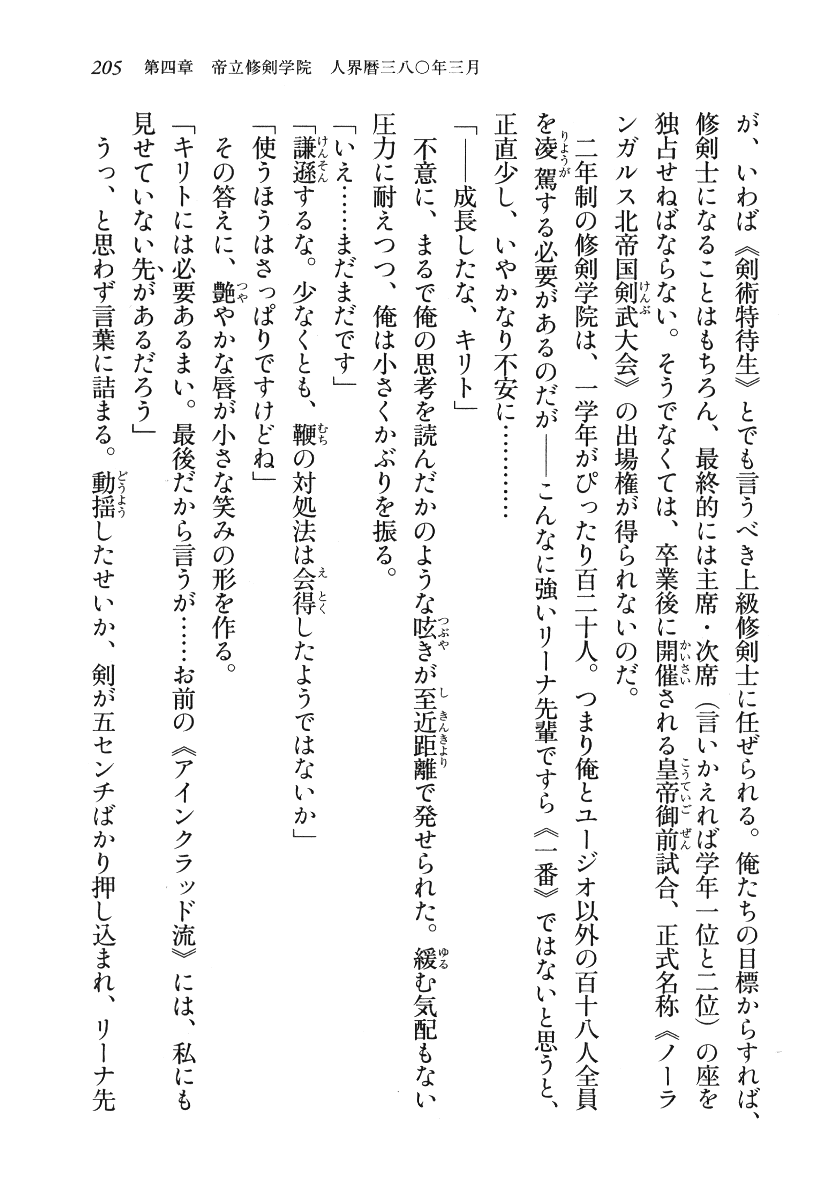 205　第四章　帝立修剣学院　人界暦三八〇年三月
が、いわば《剣術特待生》とでも言うべき上級修剣士に任ぜられる。俺たちの目標からすれば、
修剣士になることはもちろん、最終的には主席・次席（言いかえれば学年一位と二位）の座を
独占せねばならない。そうでなくては、卒業後に開催される皇帝御前試合、正式名称《ノーラ
ンガルス北帝国剣武大会》の出場権が得られないのだ。
　二年制の修剣学院は、一学年がぴったり百二十人。つまり俺とユージオ以外の百十八人全員
を凌駕する必要があるのだが――こんなに強いリーナ先輩ですら《一番》ではないと思うと、
正直少し、いやかなり不安に…………
「――成長したな、キリト」
　不意に、まるで俺の思考を読んだかのような呟きが至近距離で発せられた。緩む気配もない
圧力に耐えつつ、俺は小さくかぶりを振る。
「いえ……まだまだです」
「謙遜するな。少なくとも、鞭の対処法は会得したようではないか」
「使うほうはさっぱりですけどね」
　その答えに、艶やかな唇が小さな笑みの形を作る。
「キリトには必要あるまい。最後だから言うが……お前の《アインクラッド流》には、私にも
見せていない先があるだろう」
　うっ、と思わず言葉に詰まる。動揺したせいか、剣が五センチばかり押し込まれ、リーナ先